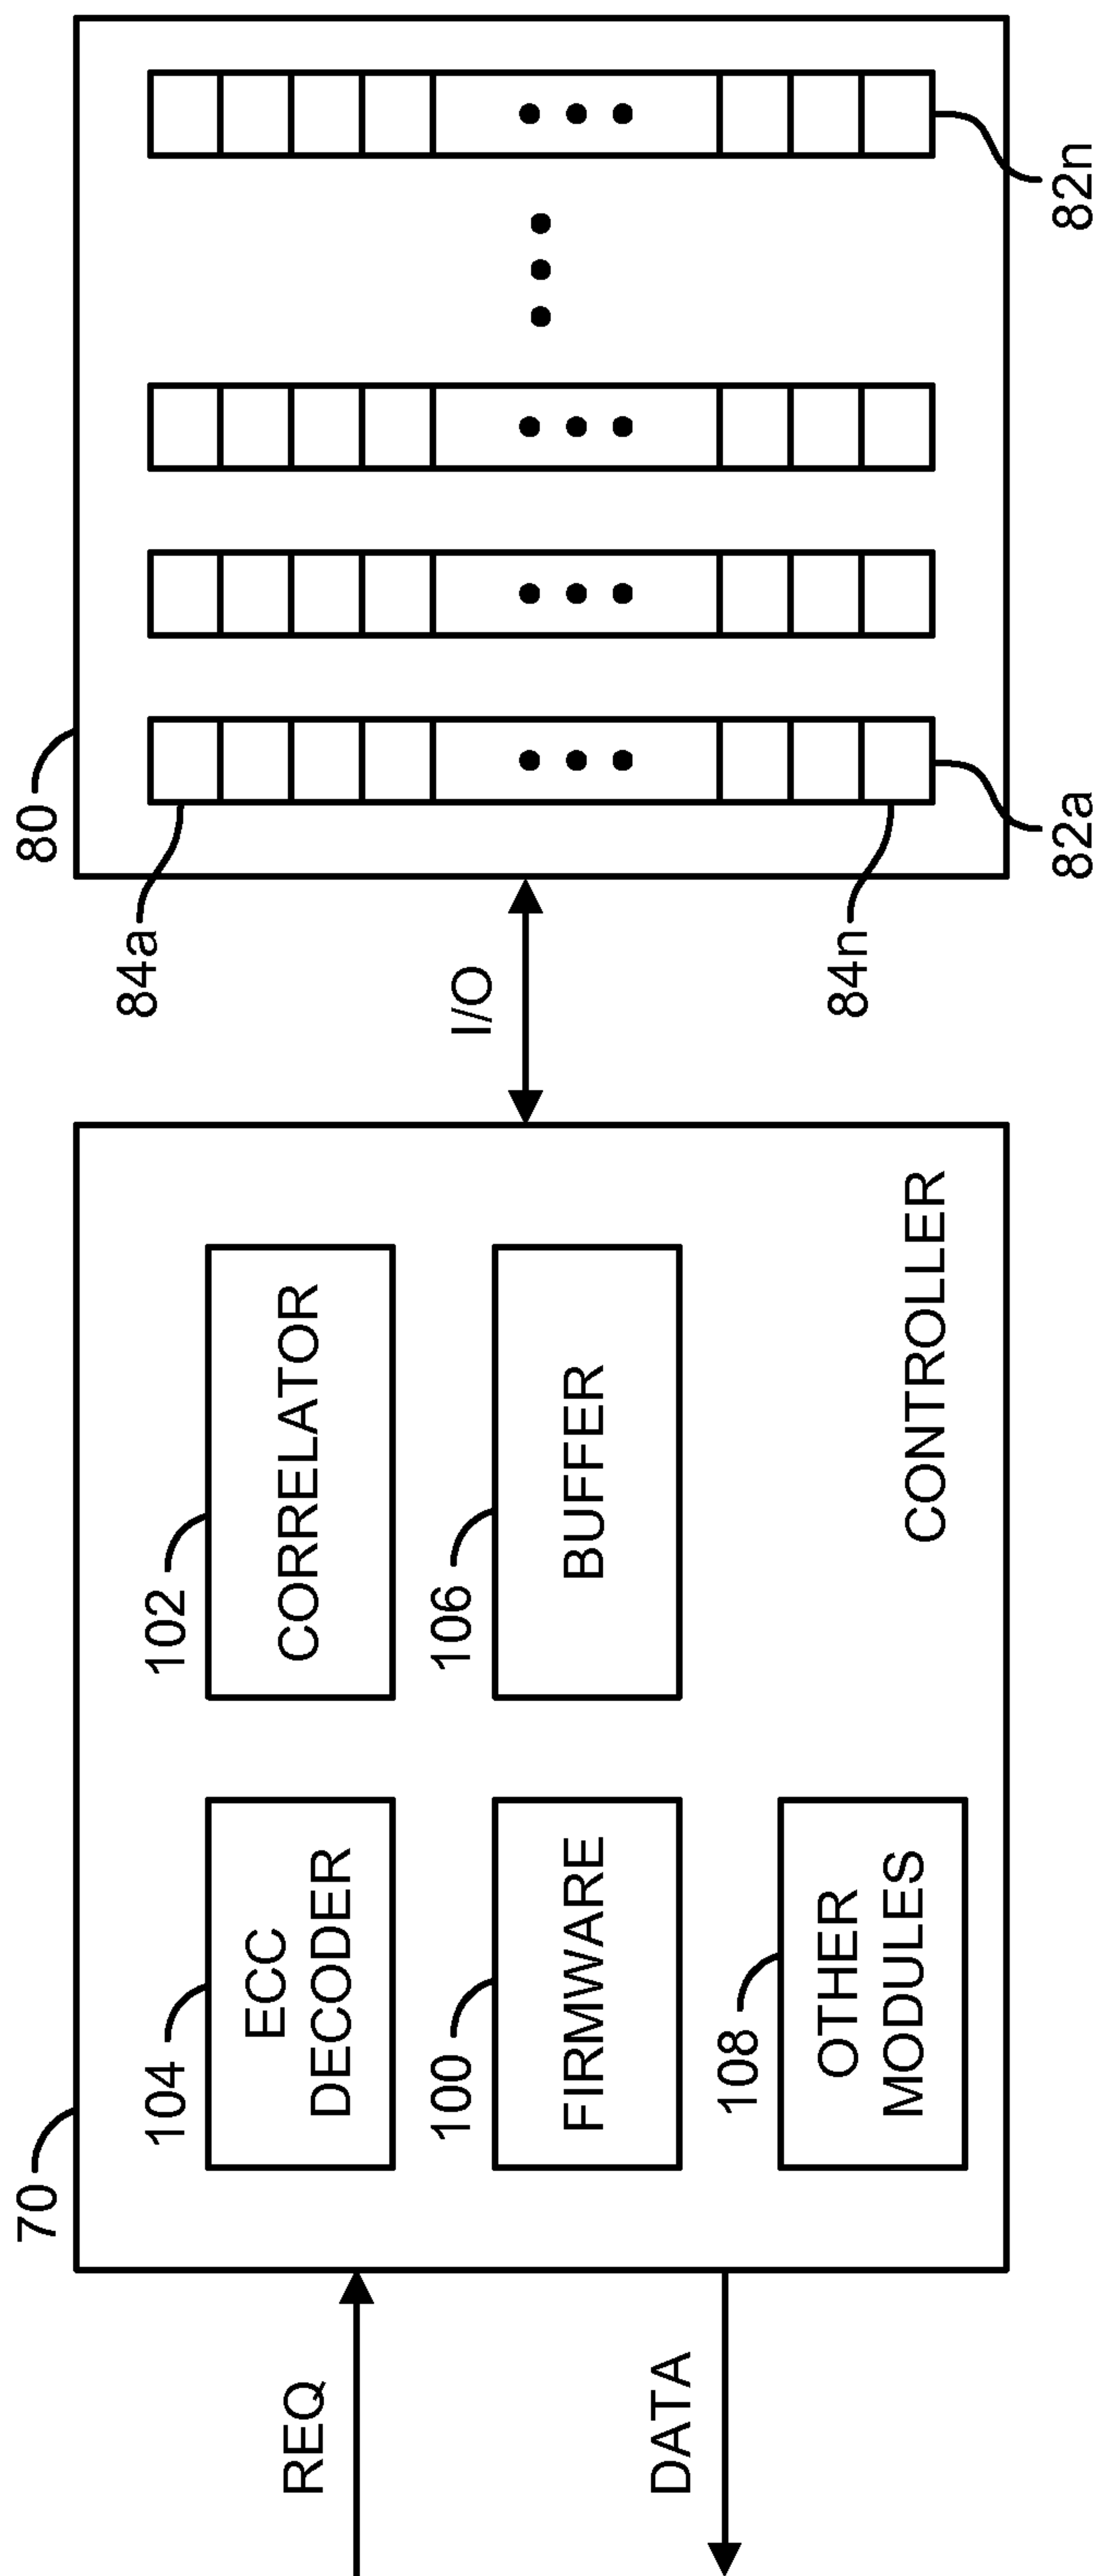 70
80
REQ
DATA
104
ECC
DECODER
102
CORRELATOR
100
FIRMWARE
106
BUFFER
108
OTHER
MODULES
CONTROLLER
I/O
84a
84n
82a
82n